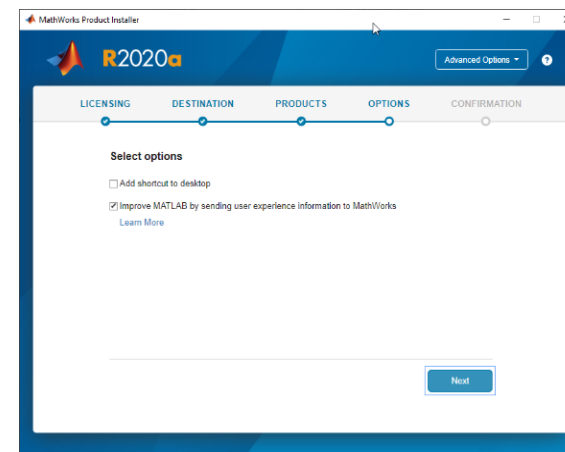 MathWorks Product Installer
R2020a
Advanced Options
?
LICENSING DESTINATION PRODUCTS OPTIONS CONFIRMATION
Select options
Add shortcut to desktop
Improve MATLAB by sending user experience information to MathWorks
Learn More
Next